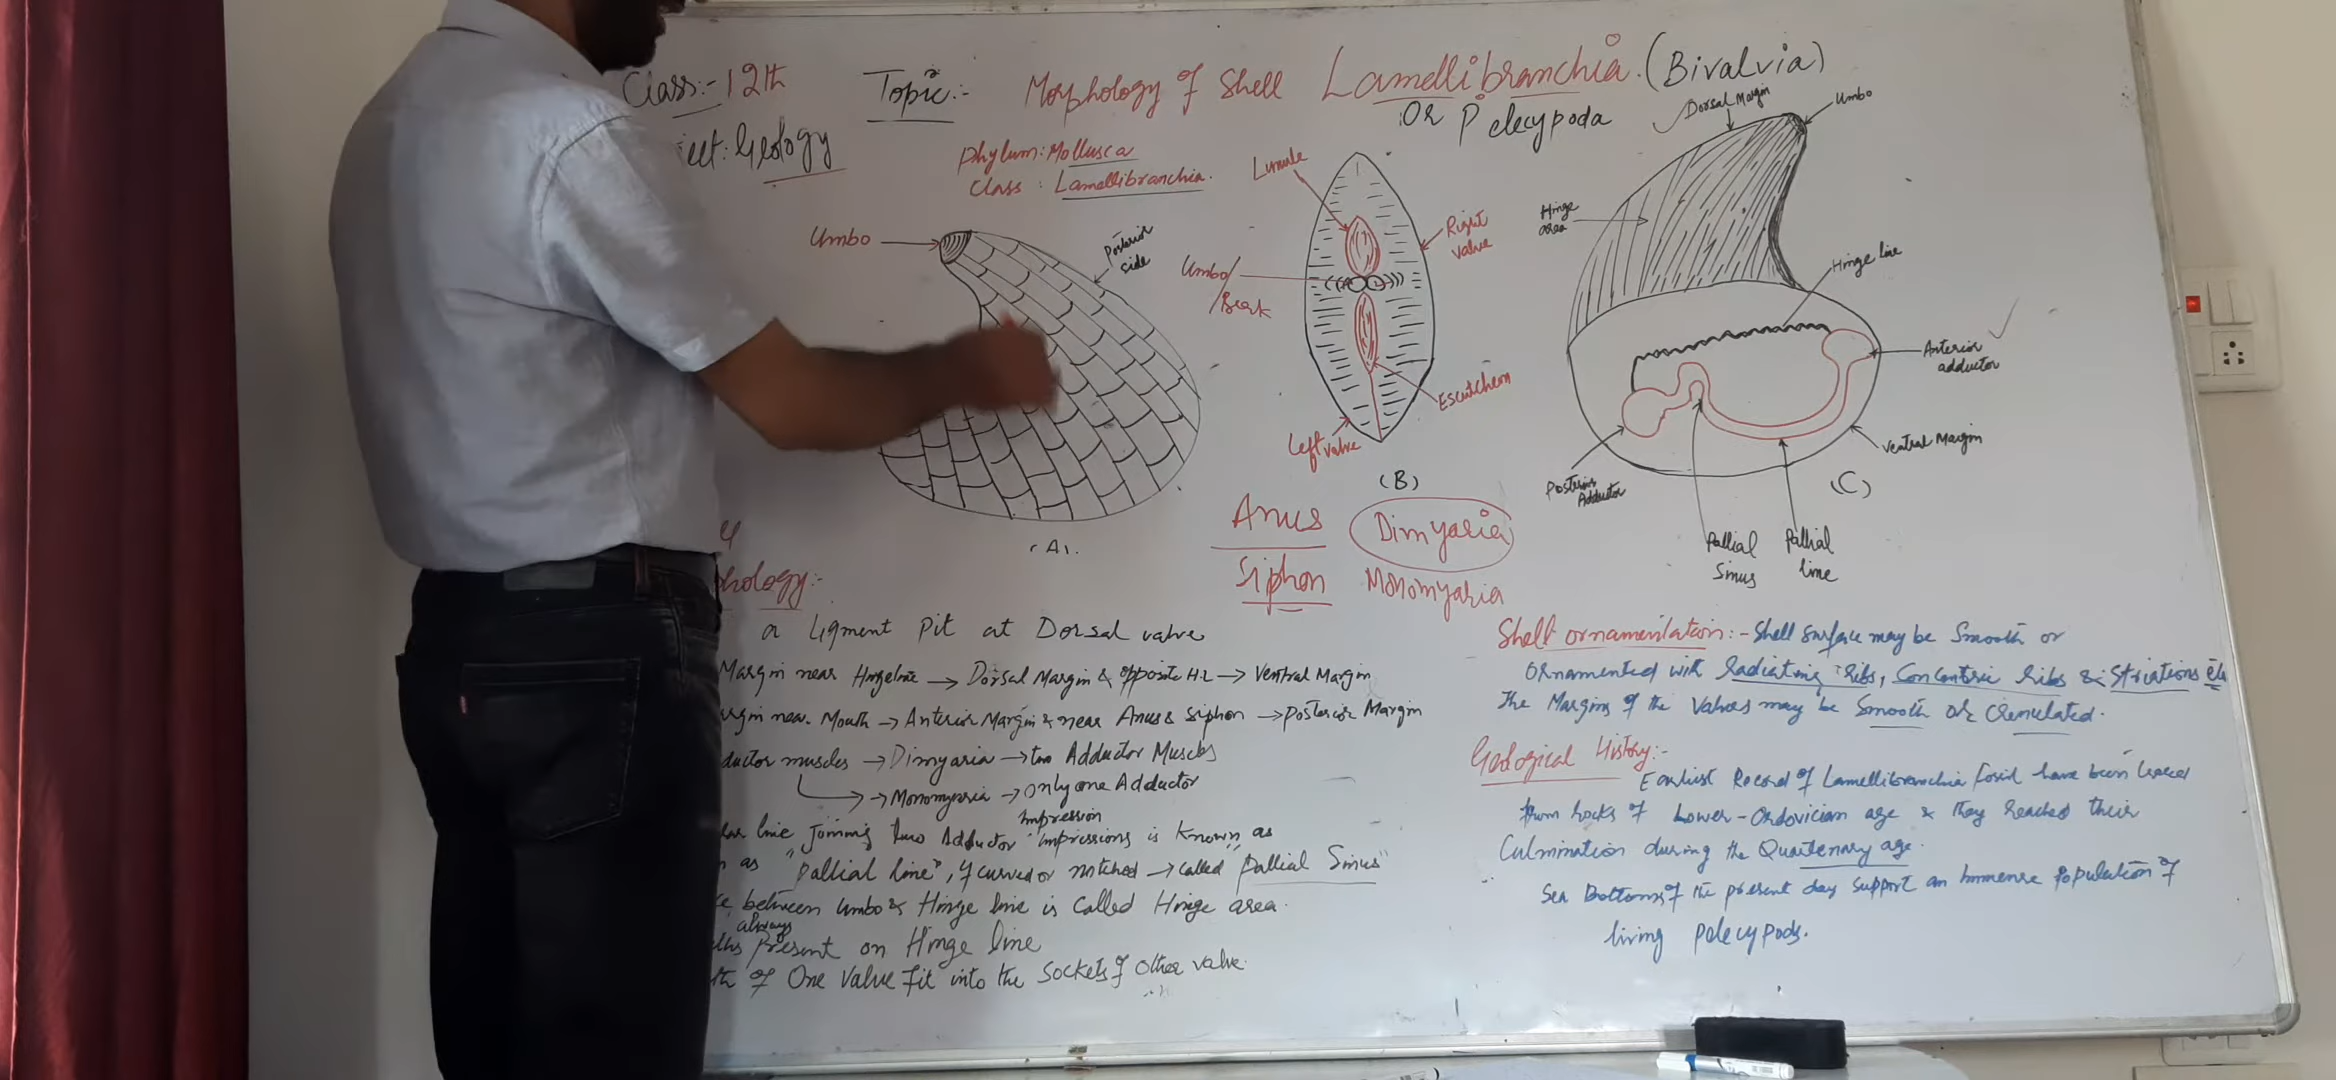 Class:- 12th Topic:- Morphology of Shell Lamellibranchia. (Bivalvia)
Or Pelecypoda
ect: Geology
Phylum: Mollusca
Class : Lamellibranchia.
Umbo
Posterior side
(A).
Lunule
Right valve
Umbo/
Beak
Escutcheon
Left valve
(B)
Dorsal Margin
Umbo
Hinge area
Hinge line
Anterior adductor
Ventral Margin
Posterior Adductor
Pallial Sinus
Pallial line
(C)
Anus Dimyaria
Siphon Monomyaria
phology:-
a ligment Pit at Dorsal valve
Margin near Hingeline → Dorsal Margin & opposite H.L → Ventral Margin
rgin near. Mouth → Anterior Margin & near Anus & Siphon → Posterior Margin
ductor muscles → Dimyaria → two Adductor Muscles
→ Monomyaria → only one Adductor
Impression
lar line Joining two Adductor Impressions is known as
n as "Pallial line", if curved or notched → called "Pallial Sinus"
ce between Umbo & Hinge line is Called Hinge area.
always
Present on Hinge line
th of One Valve Fit into the Sockets of other valve.
Shell ornamentation:- Shell Surface may be Smooth or
Ornamented with radiating ribs, Concentric ribs & Striations etc
The Margins of the Valves may be Smooth or Crenulated.
Geological History:-
Earliest Record of Lamellibranchia fossil have been traced
from rocks of Lower-Ordovician age & they reached their
Culmination during the Quartenary age.
Sea Bottoms of the present day Support an Immense Population of
living Pelecypods.